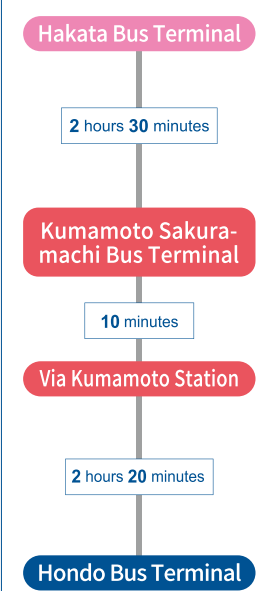 Hakata Bus Terminal
2 hours 30 minutes
Kumamoto Sakura-
machi Bus Terminal
10 minutes
Via Kumamoto Station
2 hours 20 minutes
Hondo Bus Terminal